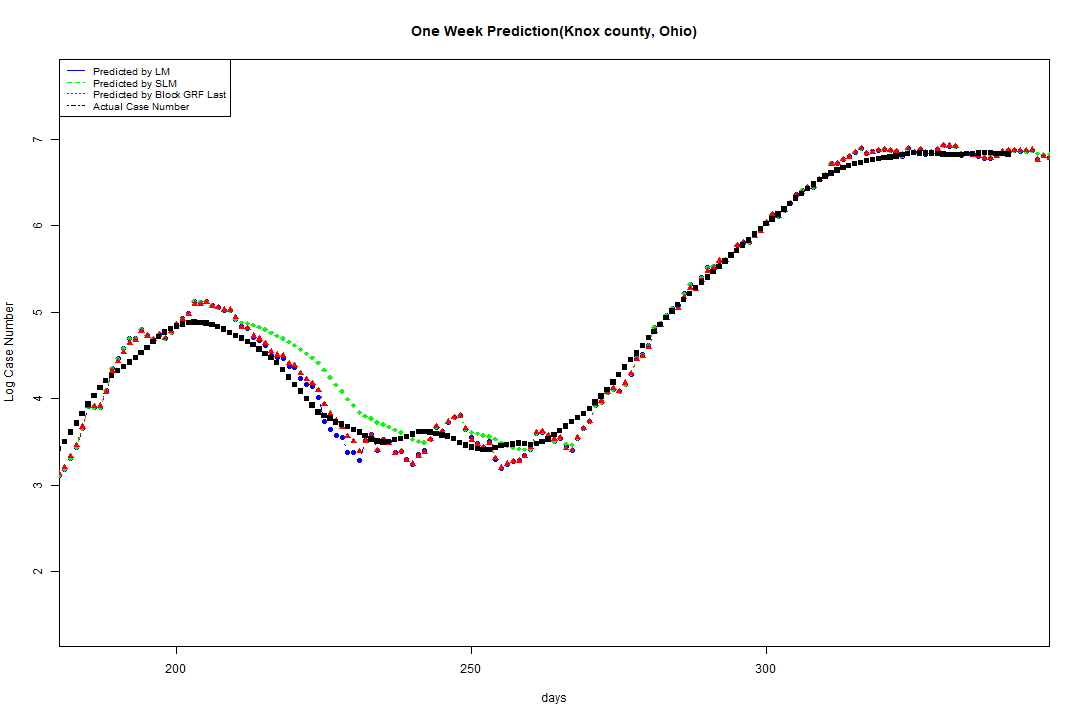 One Week Prediction(Knox county, Ohio)
Predicted by LM
Predicted by SLM
Predicted by Block GRF Last
Actual Case Number
Log Case Number
7
6
5
4
3
2
200 250 300
days